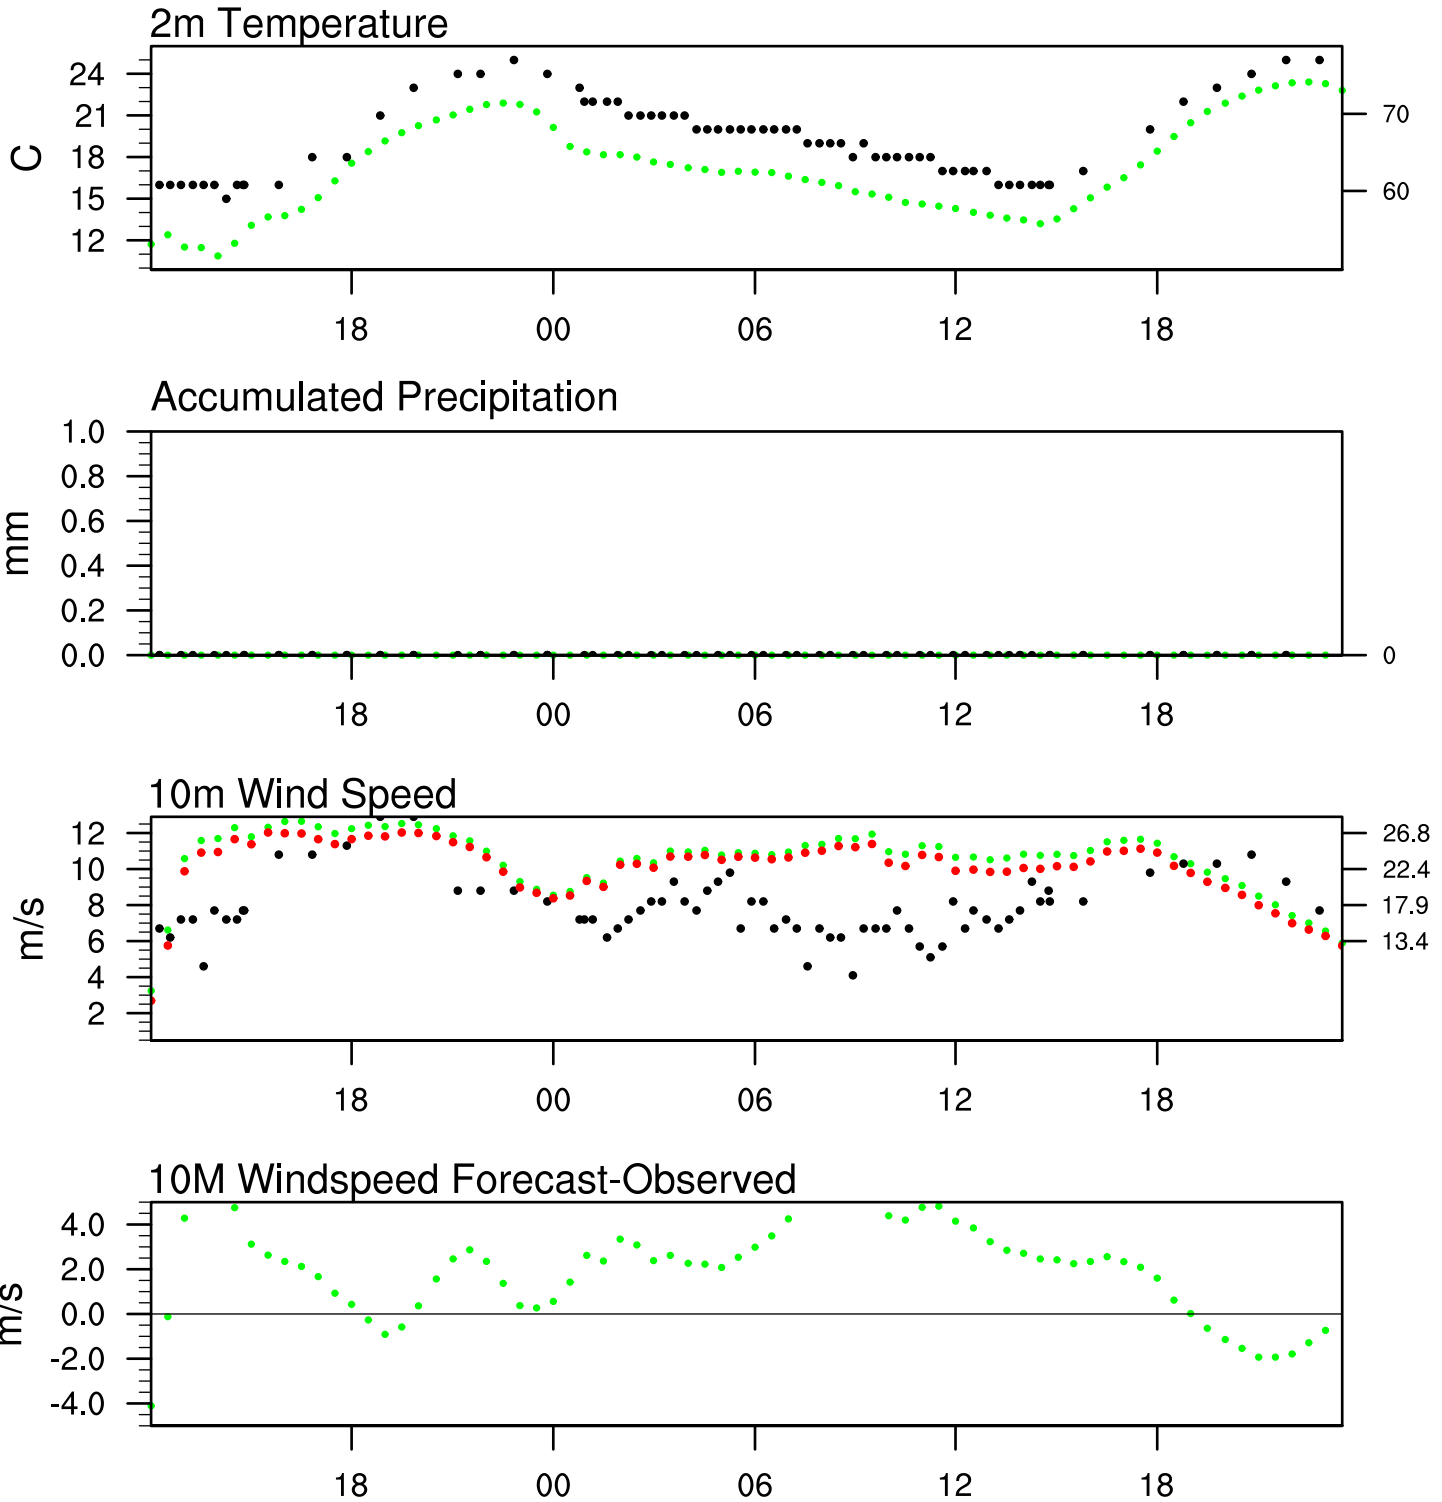 2m Temperature
24
21
18
15
12
C
70
60
18 00 06 12 18
Accumulated Precipitation
1.0
0.8
0.6
0.4
0.2
0.0
mm
0
18 00 06 12 18
10m Wind Speed
12
10
8
6
4
2
m/s
26.8
22.4
17.9
13.4
18 00 06 12 18
10M Windspeed Forecast-Observed
4.0
2.0
0.0
-2.0
-4.0
m/s
18 00 06 12 18